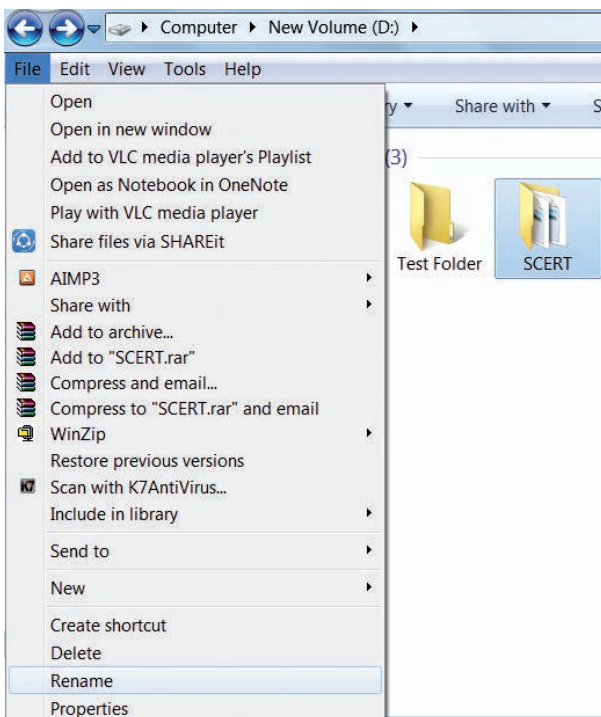 Computer New Volume (D:)
File Edit View Tools Help
Open
Open in new window
Add to VLC media player's Playlist
Open as Notebook in OneNote
Play with VLC media player
Share files via SHAREit
AIMP3
Share with
Add to archive...
Add to "SCERT.rar"
Compress and email...
Compress to "SCERT.rar" and email
WinZip
Restore previous versions
K7 Scan with K7AntiVirus...
Include in library
Send to
New
Create shortcut
Delete
Rename
Properties
Share with
(3)
Test Folder SCERT